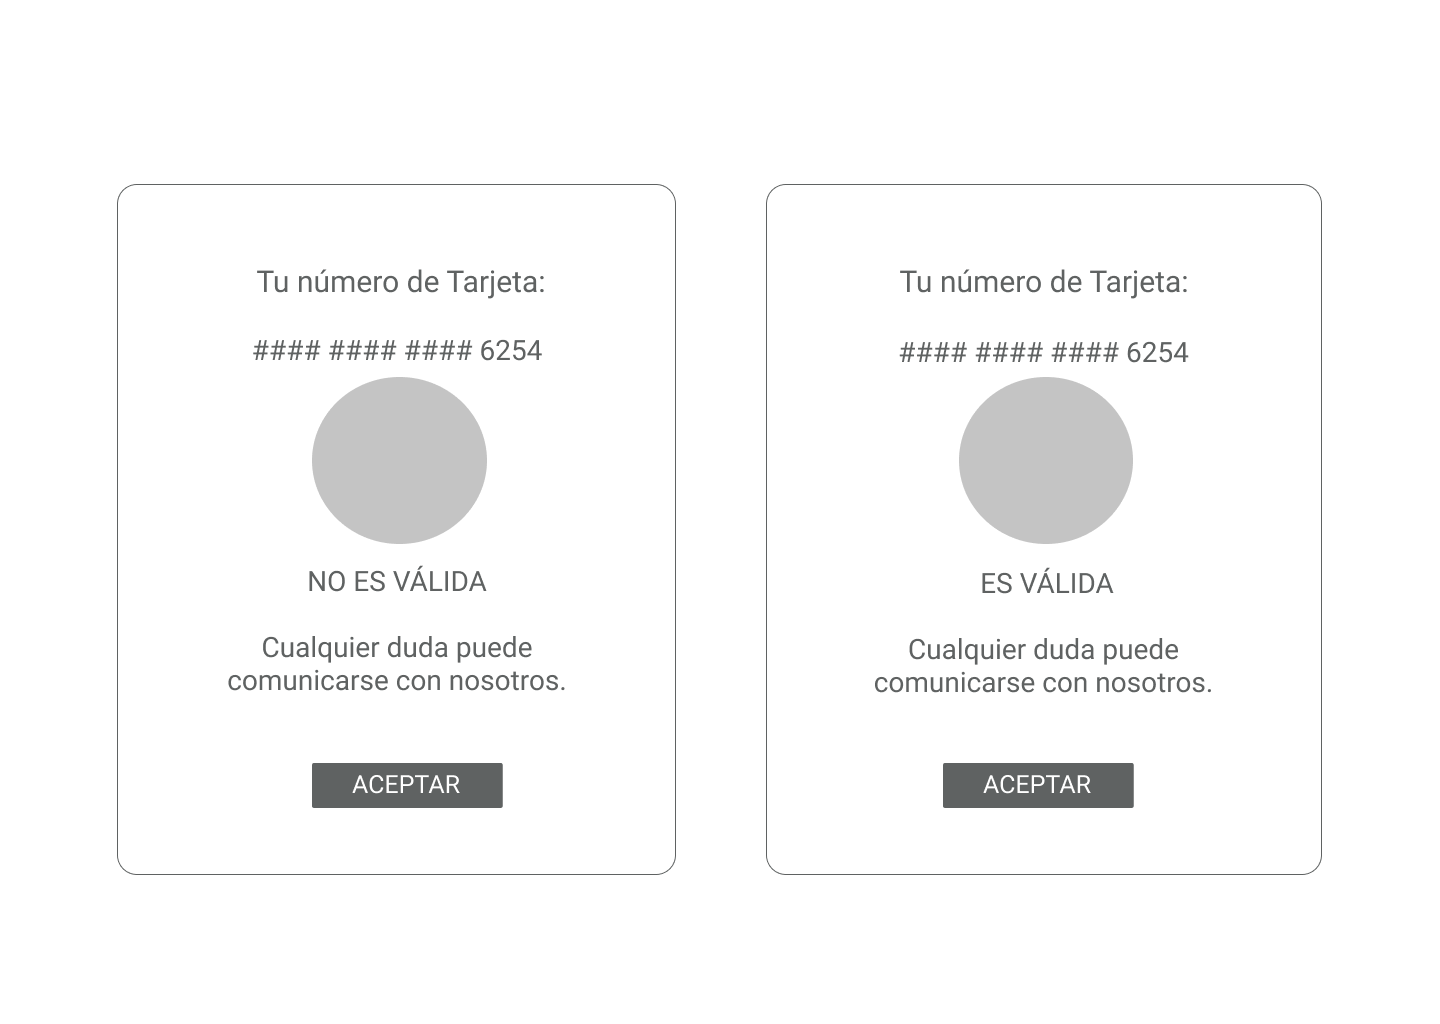 Tu número de Tarjeta:
#### #### #### 6254
NO ES VÁLIDA
Cualquier duda puede
comunicarse con nosotros.
ACEPTAR
Tu número de Tarjeta:
#### #### #### 6254
ES VÁLIDA
Cualquier duda puede
comunicarse con nosotros.
ACEPTAR